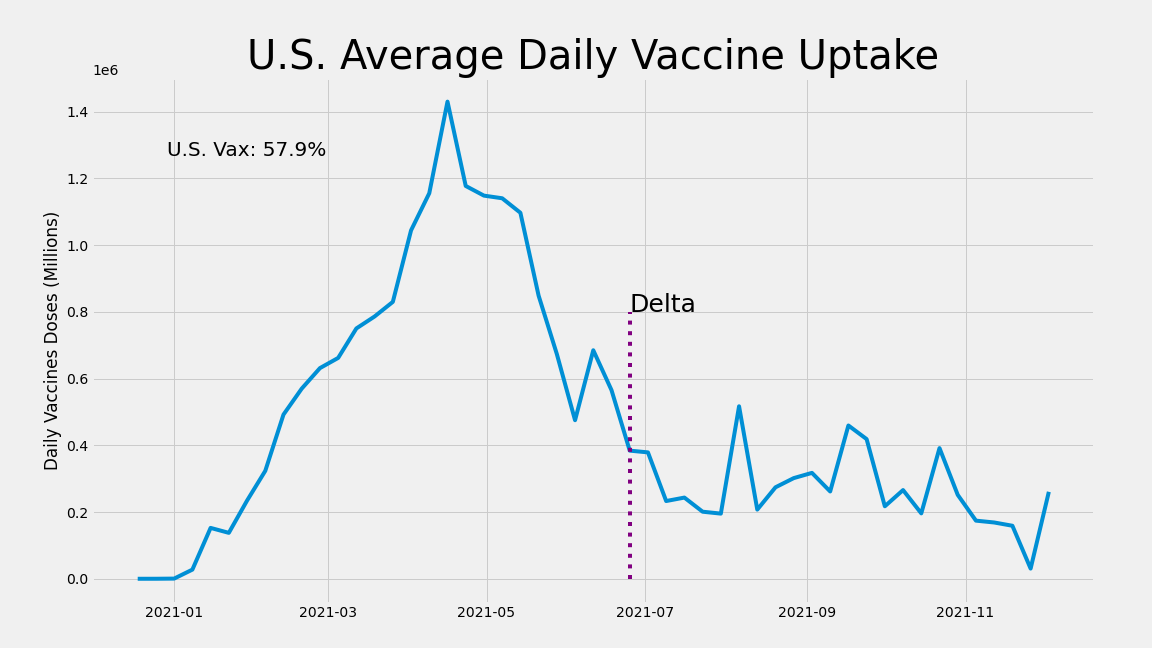 U.S. Average Daily Vaccine Uptake
1e6
1.4
U.S. Vax: 57.9%
1.2
1.0
Daily Vaccines Doses (Millions)
Delta
0.8
0.6
0.4
0.2
0.0
2021-01 2021-03 2021-05 2021-07 2021-09 2021-11